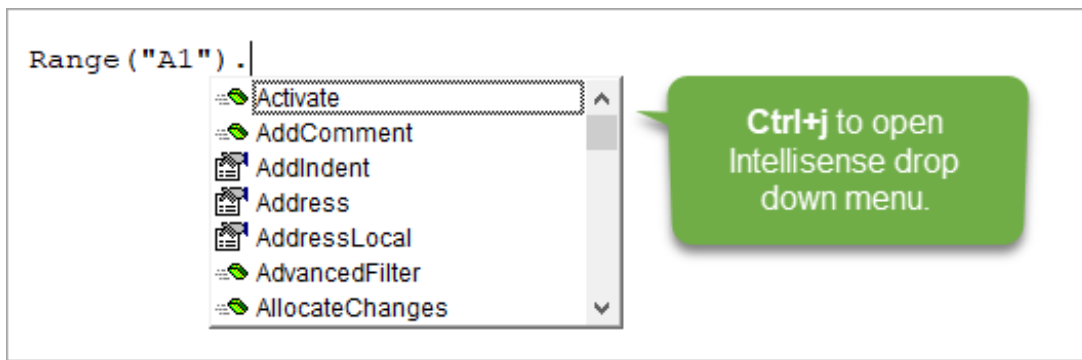 Range("A1").
Activate
AddComment
AddIndent
Address
AddressLocal
AdvancedFilter
AllocateChanges
Ctrl+j to open
Intellisense drop
down menu.